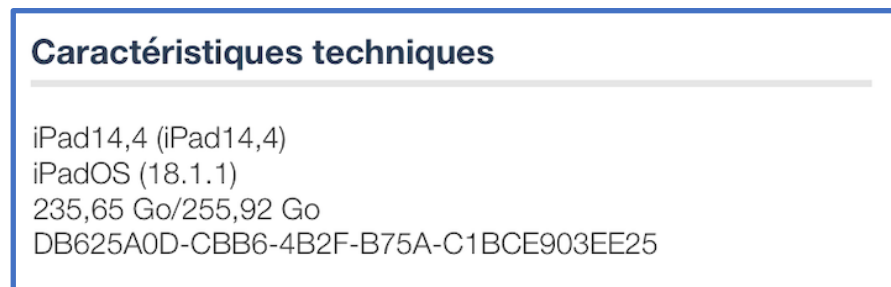 Caractéristiques techniques
iPad14,4 (iPad14,4)
iPadOS (18.1.1)
235,65 Go/255,92 Go
DB625A0D-CBB6-4B2F-B75A-C1BCE903EE25